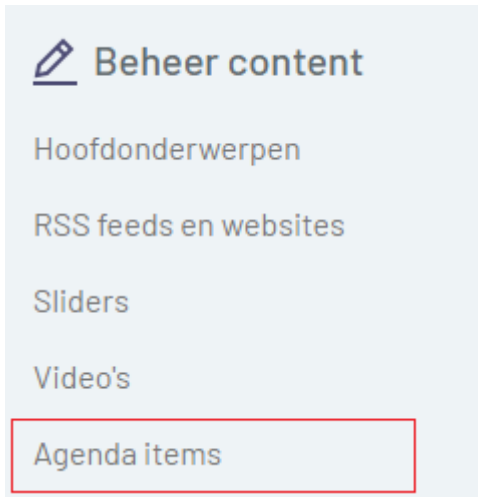 Beheer content
Hoofdonderwerpen
RSS feeds en websites
Sliders
Video's
Agenda items